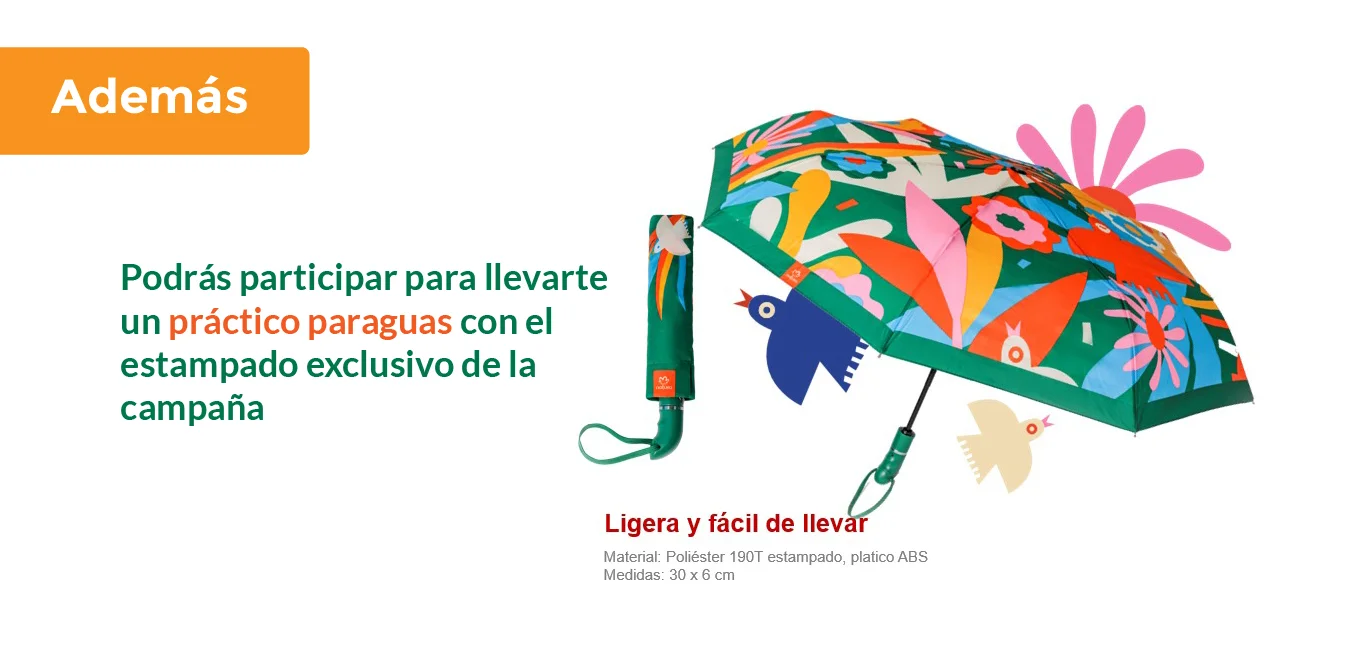 Además
Podrás participar para llevarte
un práctico paraguas con el
estampado exclusivo de la
campaña
Ligera y fácil de llevar
Material: Poliéster 190T estampado, platico ABS
Medidas: 30 x 6 cm